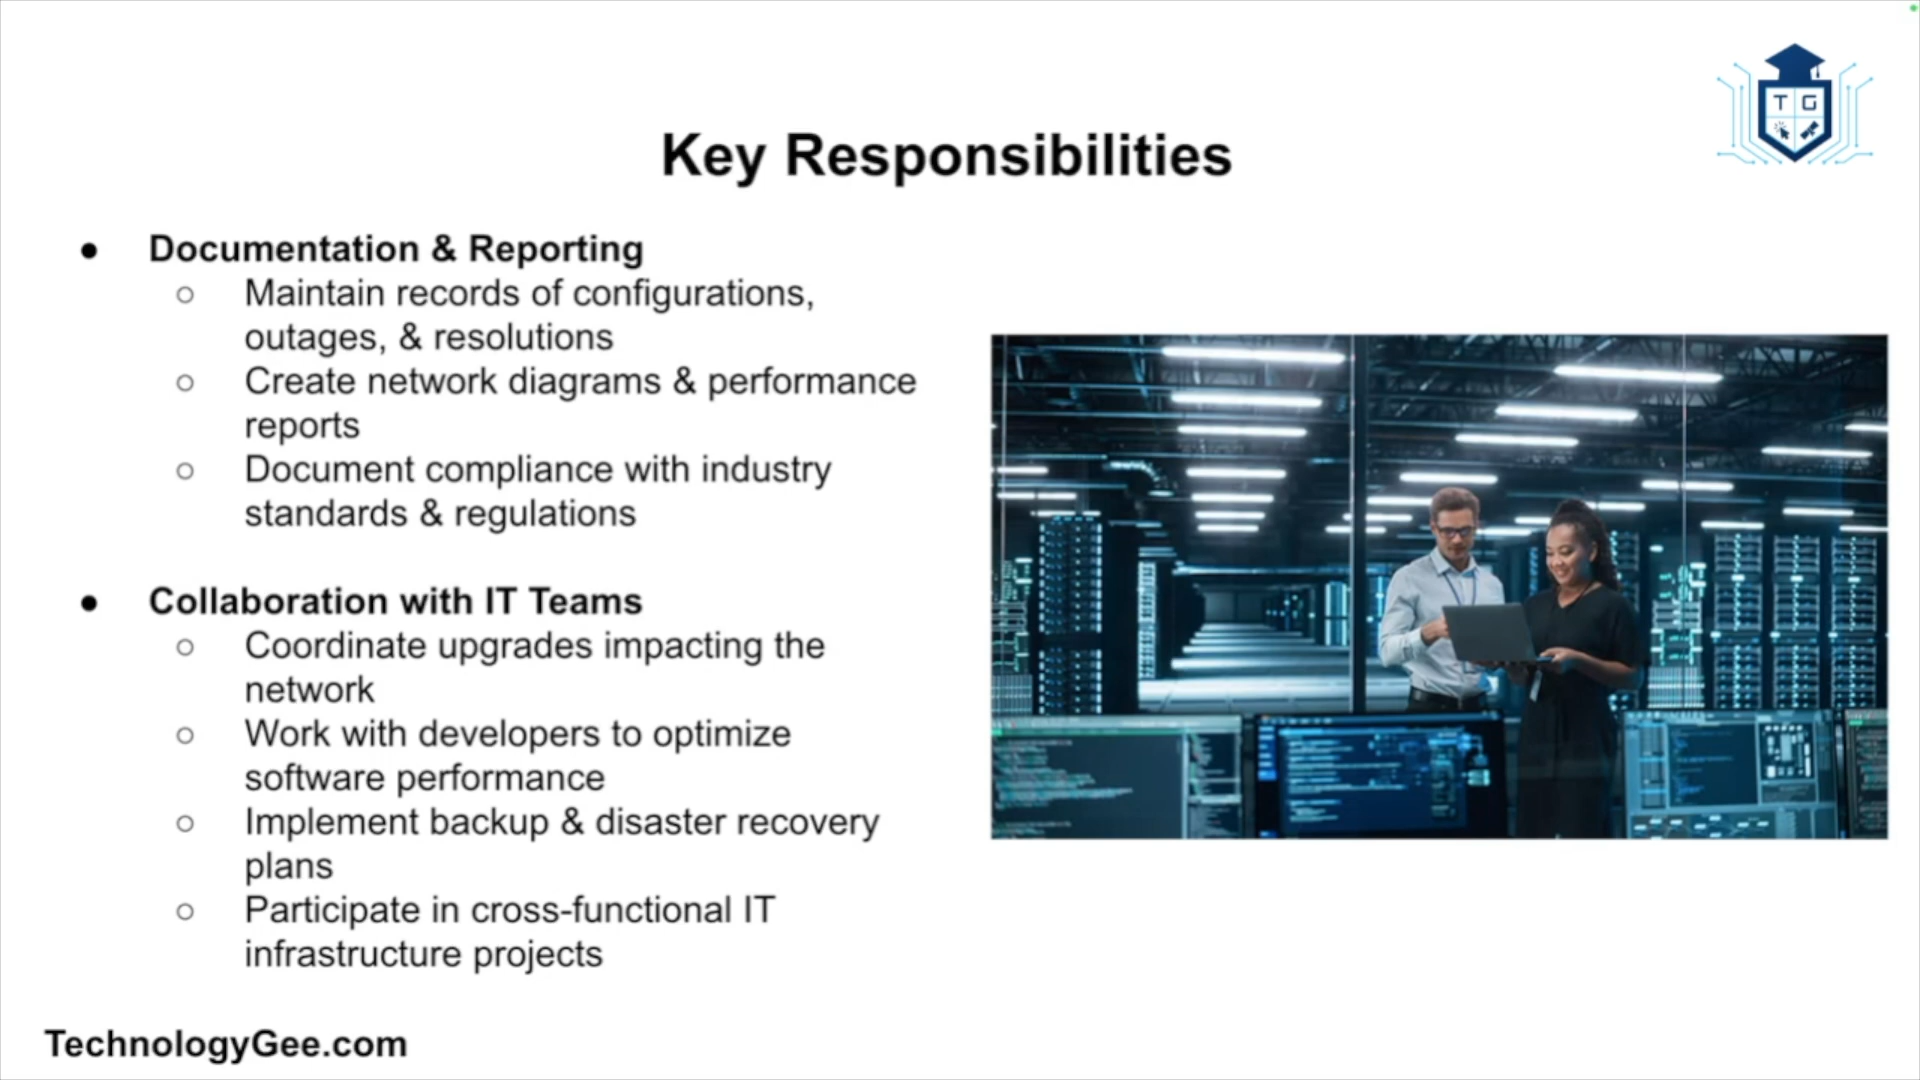 T G
Key Responsibilities
● Documentation & Reporting
○ Maintain records of configurations,
outages, & resolutions
○ Create network diagrams & performance
reports
○ Document compliance with industry
standards & regulations
● Collaboration with IT Teams
○ Coordinate upgrades impacting the
network
○ Work with developers to optimize
software performance
○ Implement backup & disaster recovery
plans
○ Participate in cross-functional IT
infrastructure projects
TechnologyGee.com